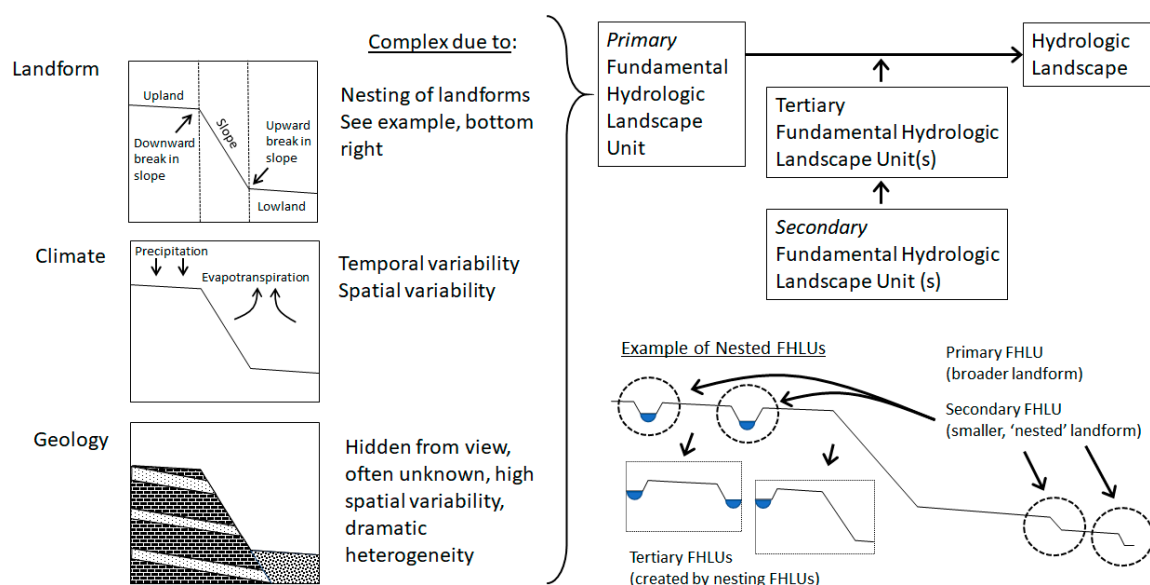 Landform
Upland
Slope
Downward
break in
slope
Upward
break in
slope
Lowland
Complex due to:
Nesting of landforms
See example, bottom
right
Climate
Precipitation
Evapotranspiration
Temporal variability
Spatial variability
Geology
Hidden from view,
often unknown, high
spatial variability,
dramatic
heterogeneity
Primary
Fundamental
Hydrologic
Landscape
Unit
Hydrologic
Landscape
Tertiary
Fundamental Hydrologic
Landscape Unit(s)
Secondary
Fundamental Hydrologic
Landscape Unit (s)
Example of Nested FHLUs
Primary FHLU
(broader landform)
Secondary FHLU
(smaller, ‘nested’ landform)
Tertiary FHLUs
(created by nesting FHLUs)